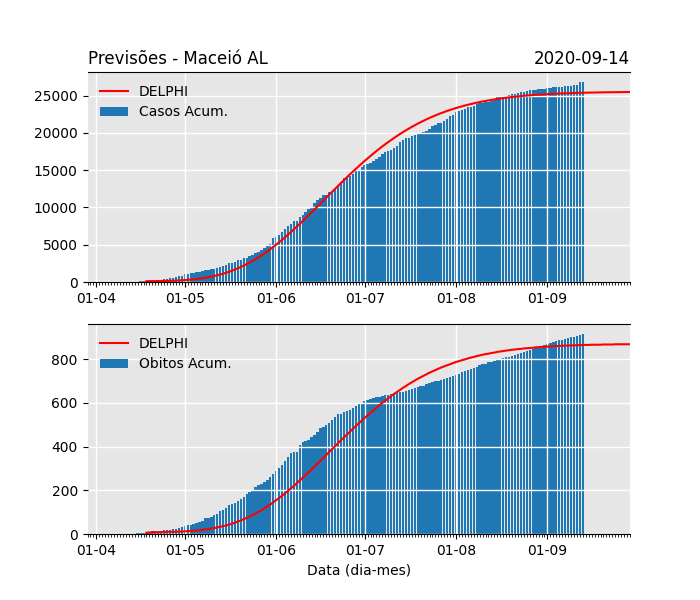 Previsões - Maceió AL 2020-09-14
DELPHI
Casos Acum.
25000
20000
15000
10000
5000
0
01-04 01-05 01-06 01-07 01-08 01-09
DELPHI
Obitos Acum.
800
600
400
200
0
01-04 01-05 01-06 01-07 01-08 01-09
Data (dia-mes)